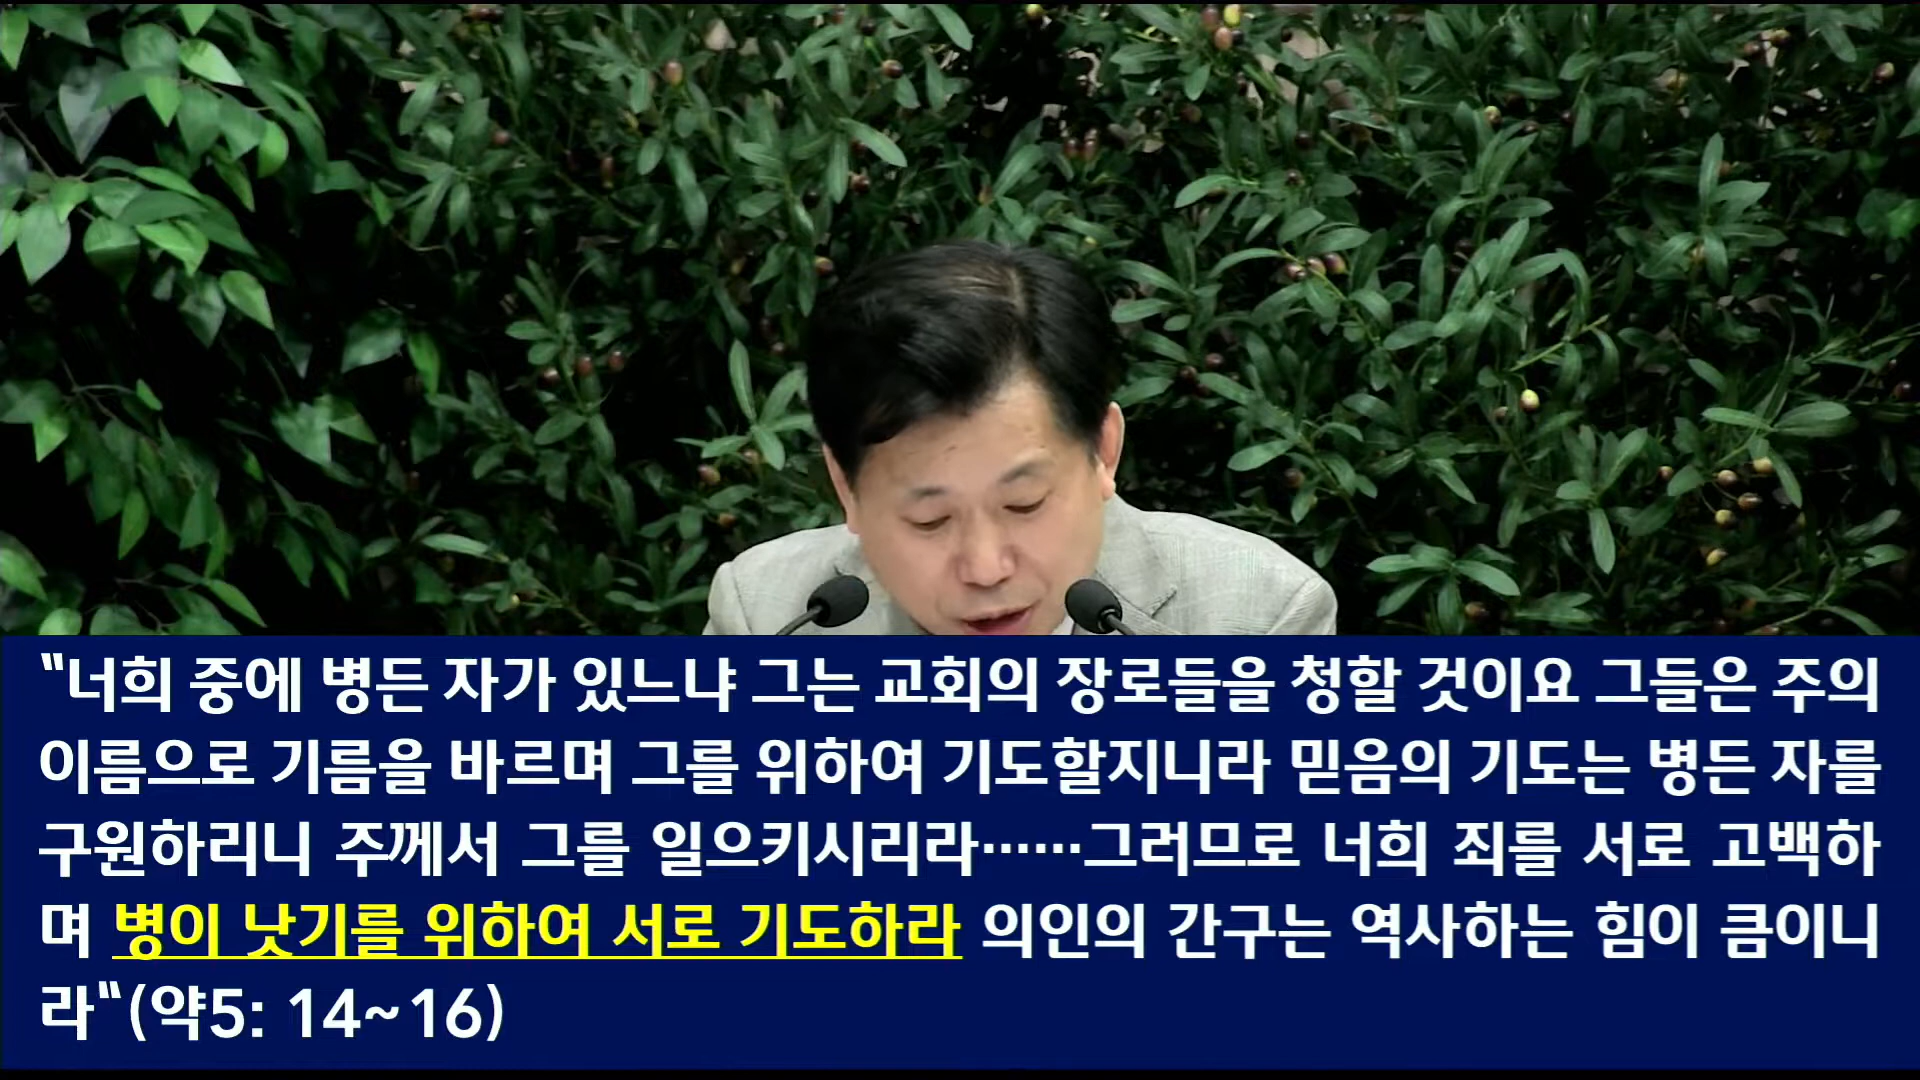 “너희 중에 병든 자가 있느냐 그는 교회의 장로들을 청할 것이요 그들은 주의
이름으로 기름을 바르며 그를 위하여 기도할지니라 믿음의 기도는 병든 자를
구원하리니 주께서 그를 일으키시리라······그러므로 너희 죄를 서로 고백하
며 병이 낫기를 위하여 서로 기도하라 의인의 간구는 역사하는 힘이 큼이니
라“(약5: 14~16)